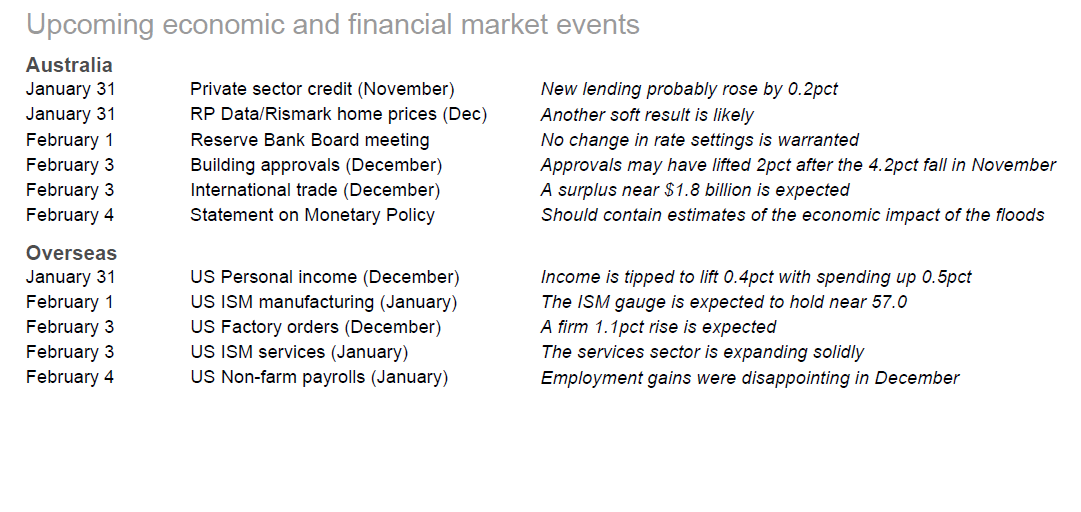 Upcoming economic and financial market events
Australia
January 31 Private sector credit (November) New lending probably rose by 0.2pct
January 31 RP Data/Rismark home prices (Dec) Another soft result is likely
February 1 Reserve Bank Board meeting No change in rate settings is warranted
February 3 Building approvals (December) Approvals may have lifted 2pct after the 4.2pct fall in November
February 3 International trade (December) A surplus near $1.8 billion is expected
February 4 Statement on Monetary Policy Should contain estimates of the economic impact of the floods
Overseas
January 31 US Personal income (December) Income is tipped to lift 0.4pct with spending up 0.5pct
February 1 US ISM manufacturing (January) The ISM gauge is expected to hold near 57.0
February 3 US Factory orders (December) A firm 1.1pct rise is expected
February 3 US ISM services (January) The services sector is expanding solidly
February 4 US Non-farm payrolls (January) Employment gains were disappointing in December